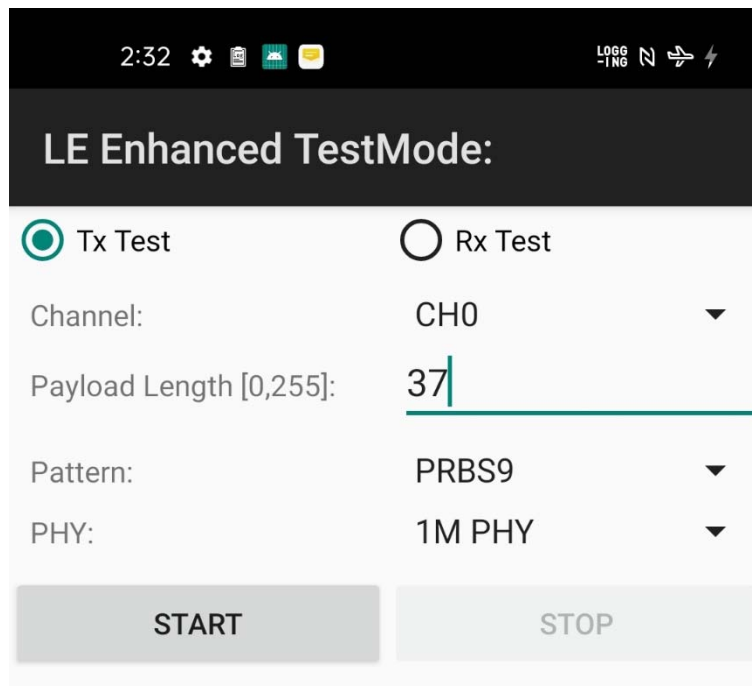 2:32 LOGG
-ING
LE Enhanced TestMode:
Tx Test Rx Test
Channel: CH0
Payload Length [0,255]: 37
Pattern: PRBS9
PHY: 1M PHY
START STOP